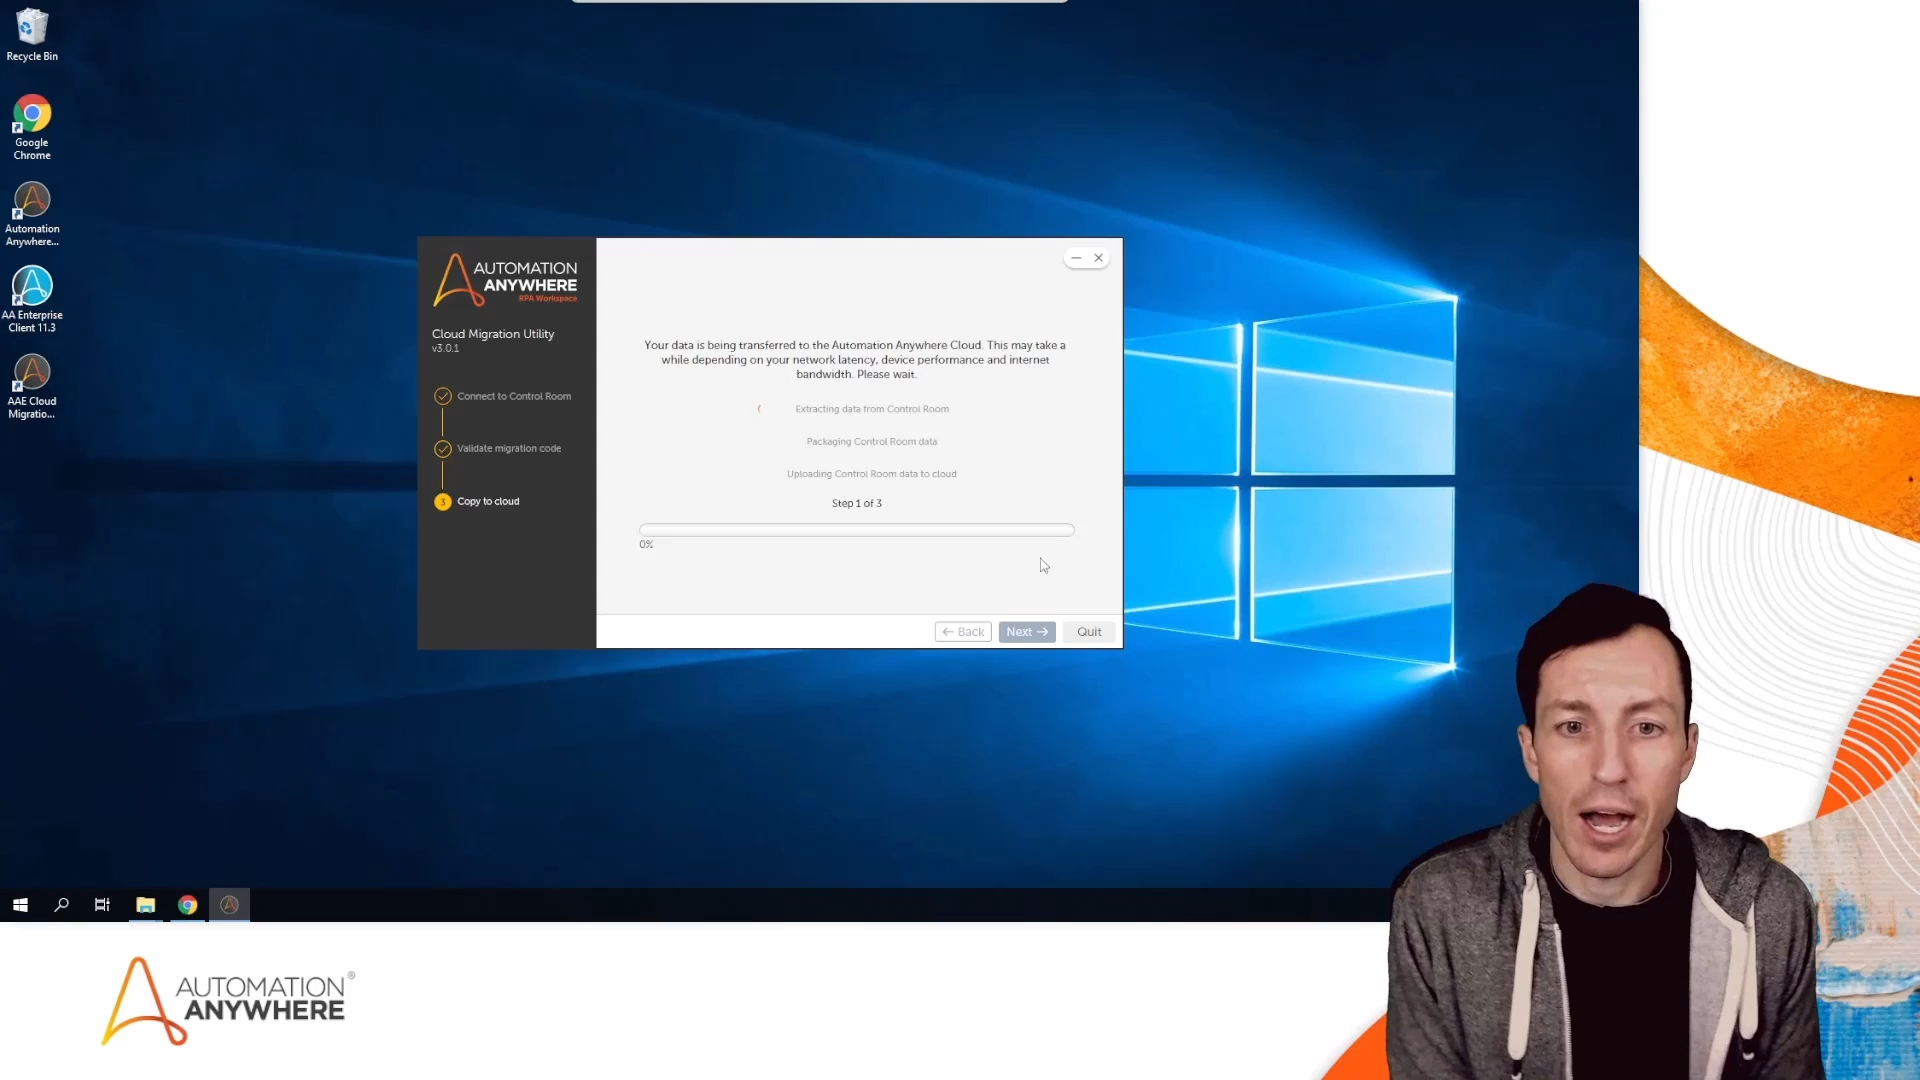 Recycle Bin
Google
Chrome
Automation
Anywhere...
AA Enterprise
Client 11.3
AAE Cloud
Migratio...
AUTOMATION
ANYWHERE
RPA Workspace
Cloud Migration Utility
v3.0.1
Connect to Control Room
Validate migration code
3 Copy to cloud
Your data is being transferred to the Automation Anywhere Cloud. This may take a
while depending on your network latency, device performance and internet
bandwidth. Please wait.
Extracting data from Control Room
Packaging Control Room data
Uploading Control Room data to cloud
Step 1 of 3
0%
← Back Next → Quit
AUTOMATION®
ANYWHERE